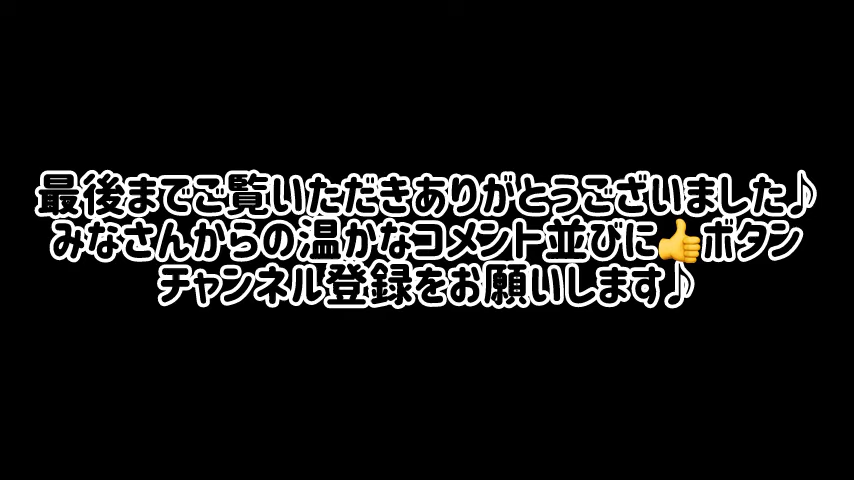 最後までご覧いただきありがとうございました♪
みなさんからの温かなコメント並びに👍ボタン
チャンネル登録をお願いします♪